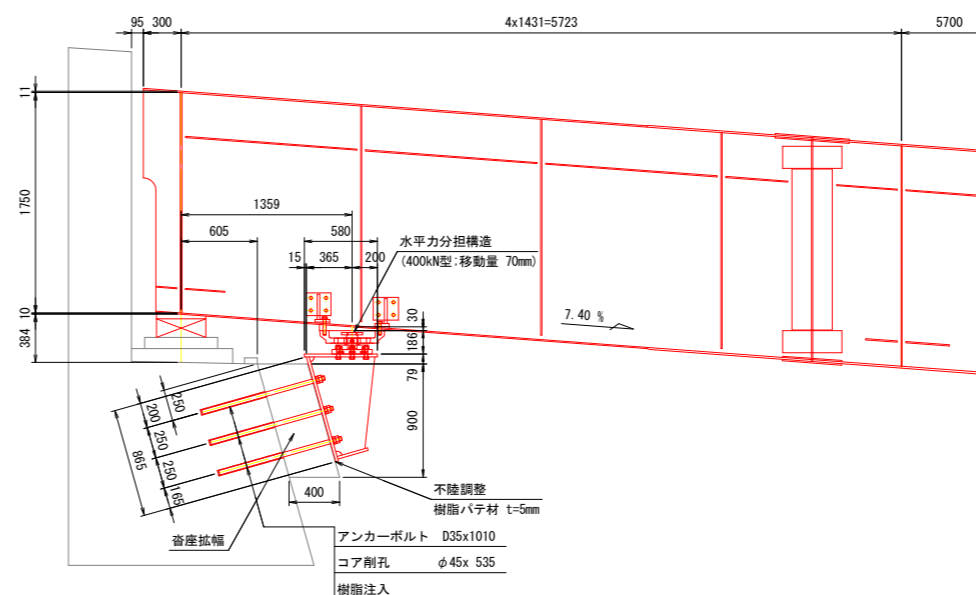 95 300
4x1431=5723
5700
11
1750
10
384
1359
605
580
15 365 200
水平力分担構造
(400kN型:移動量 70mm)
30
186
79
900
7.40 %
250
200
250
250
165
865
400
不陸調整
樹脂パテ材 t=5mm
沓座拡幅
アンカーボルト D35x1010
コア削孔 φ45x 535
樹脂注入